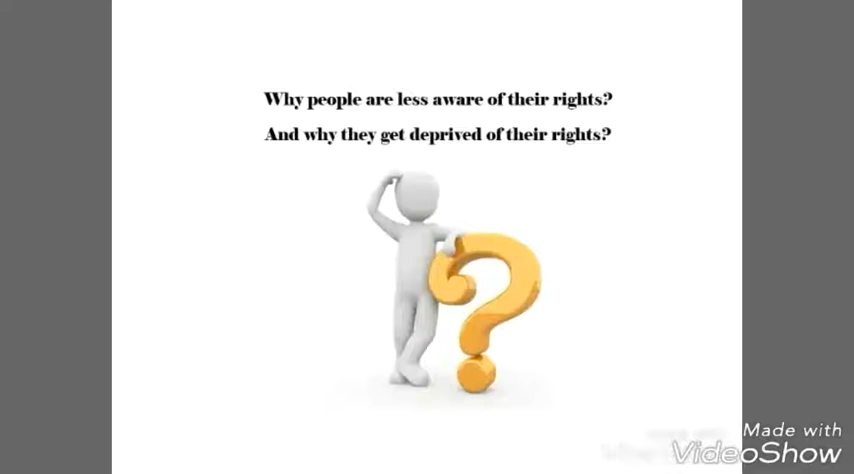 Why people are less aware of their rights?
And why they get deprived of their rights?
Made with
VideoShow